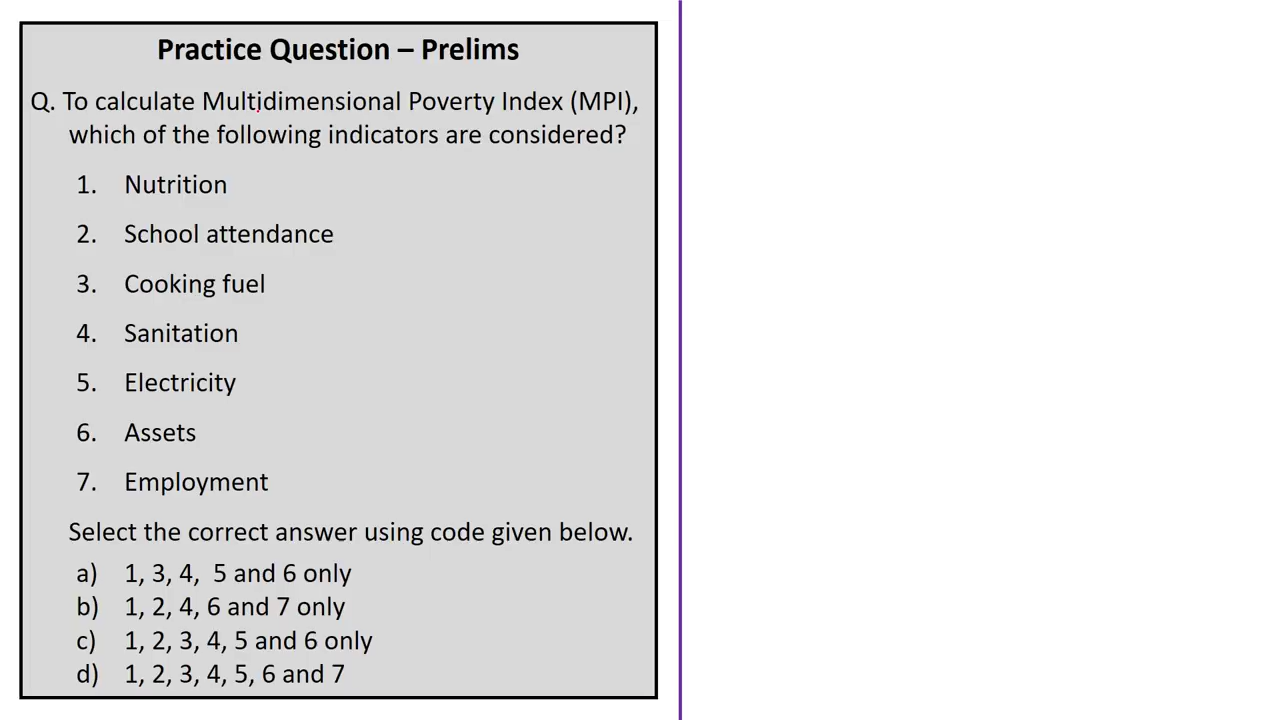 Practice Question – Prelims
Q. To calculate Multidimensional Poverty Index (MPI),
which of the following indicators are considered?
1. Nutrition
2. School attendance
3. Cooking fuel
4. Sanitation
5. Electricity
6. Assets
7. Employment
Select the correct answer using code given below.
a) 1, 3, 4, 5 and 6 only
b) 1, 2, 4, 6 and 7 only
c) 1, 2, 3, 4, 5 and 6 only
d) 1, 2, 3, 4, 5, 6 and 7